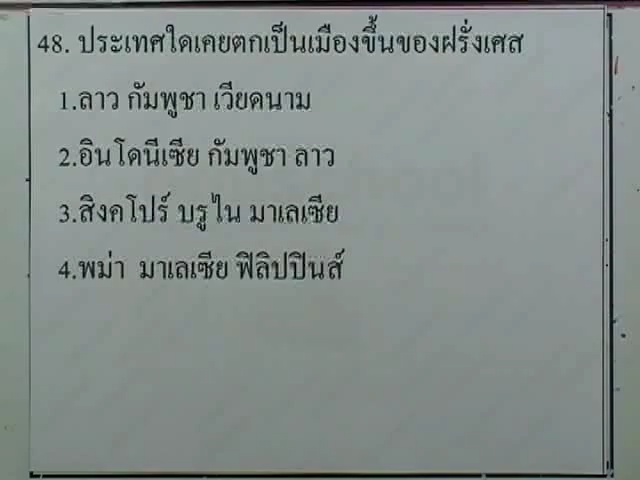 48. ประเทศใดเคยตกเป็นเมืองขึ้นของฝรั่งเศส
1.ลาว กัมพูชา เวียดนาม
2.อินโดนีเซีย กัมพูชา ลาว
3.สิงคโปร์ บรูไน มาเลเซีย
4.พม่า มาเลเซีย ฟิลิปปินส์